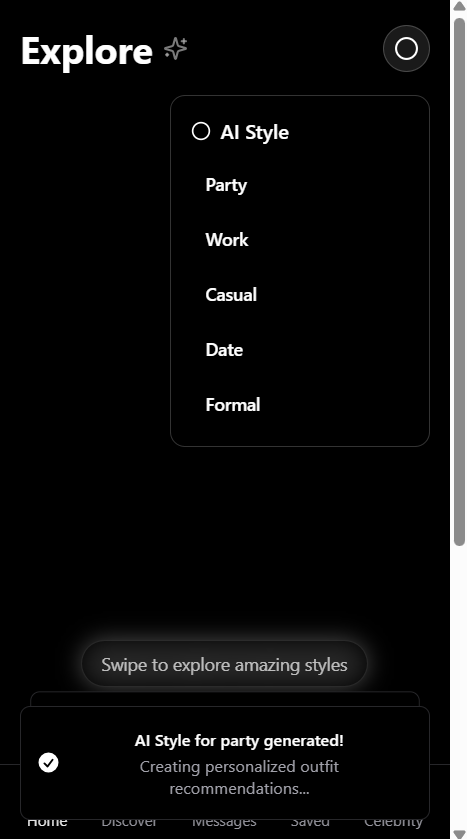 Explore
AI Style
Party
Work
Casual
Date
Formal
Swipe to explore amazing styles
AI Style for party generated!
Creating personalized outfit
recommendations...
Home Discover Messages Saved Celebrity